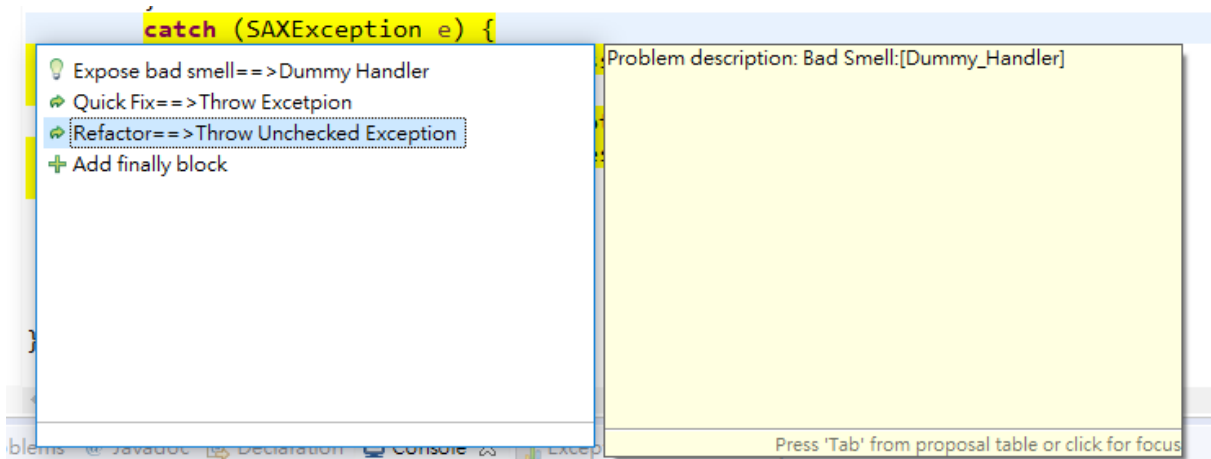 catch (SAXException e) {
Expose bad smell==>Dummy Handler
Quick Fix==>Throw Excetpion
Refactor==>Throw Unchecked Exception
Add finally block
Problem description: Bad Smell:[Dummy_Handler]
}
Press 'Tab' from proposal table or click for focus
Javadoc Declaration Console